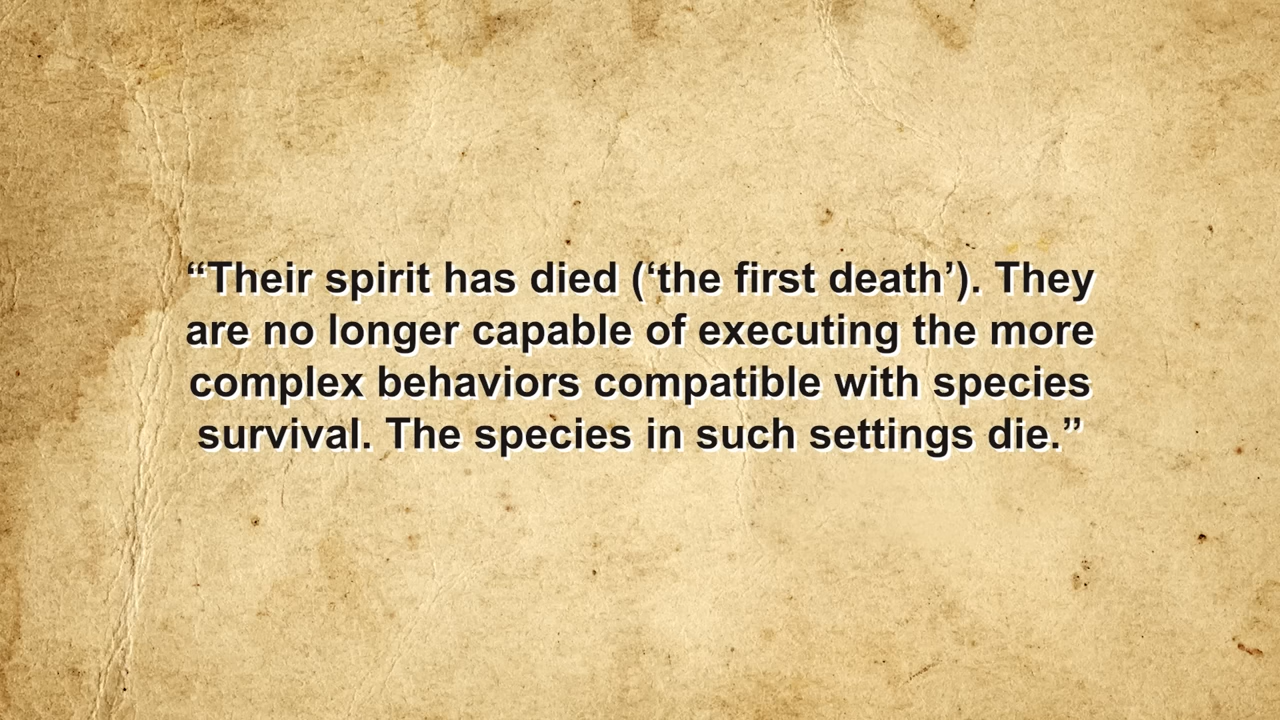 “Their spirit has died (‘the first death’). They
are no longer capable of executing the more
complex behaviors compatible with species
survival. The species in such settings die.”